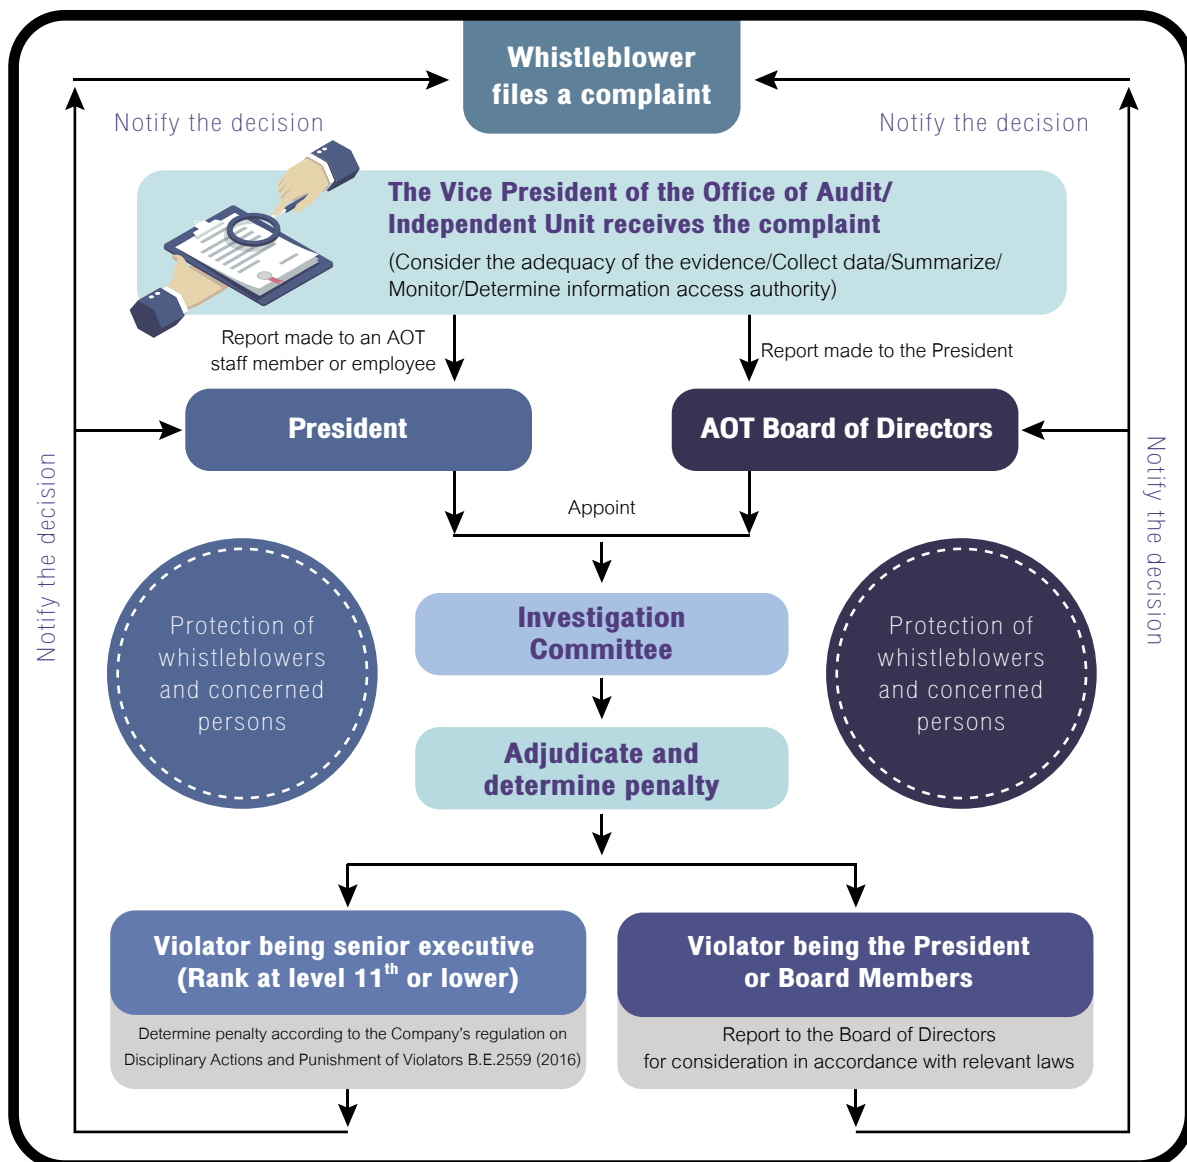 Whistleblower
files a complaint
Notify the decision
Notify the decision
The Vice President of the Office of Audit/
Independent Unit receives the complaint
(Consider the adequacy of the evidence/Collect data/Summarize/
Monitor/Determine information access authority)
Report made to an AOT
staff member or employee
Report made to the President
President
AOT Board of Directors
Appoint
Notify the decision
Notify the decision
Protection of
whistleblowers
and concerned
persons
Investigation
Committee
Protection of
whistleblowers
and concerned
persons
Adjudicate and
determine penalty
Violator being senior executive
(Rank at level 11th or lower)
Determine penalty according to the Company's regulation on
Disciplinary Actions and Punishment of Violators B.E.2559 (2016)
Violator being the President
or Board Members
Report to the Board of Directors
for consideration in accordance with relevant laws